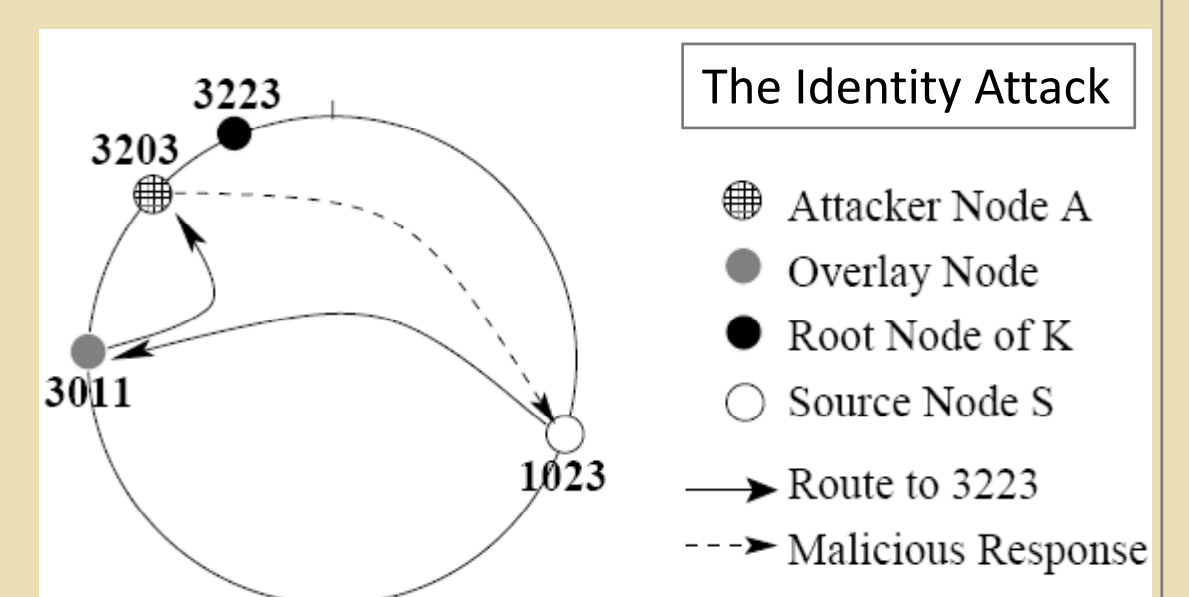 The Identity Attack
3223
3203
3011
1023
Attacker Node A
Overlay Node
Root Node of K
Source Node S
Route to 3223
Malicious Response